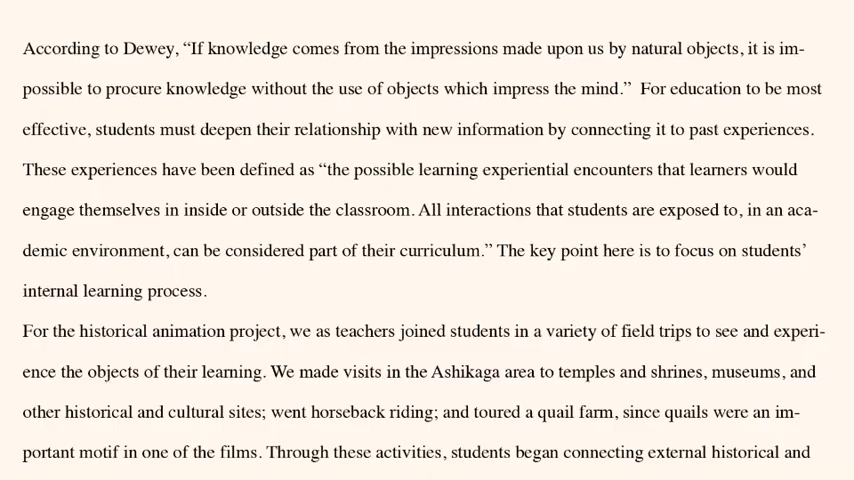 According to Dewey, “If knowledge comes from the impressions made upon us by natural objects, it is im-
possible to procure knowledge without the use of objects which impress the mind.”  For education to be most
effective, students must deepen their relationship with new information by connecting it to past experiences.
These experiences have been defined as “the possible learning experiential encounters that learners would
engage themselves in inside or outside the classroom. All interactions that students are exposed to, in an aca-
demic environment, can be considered part of their curriculum.” The key point here is to focus on students’
internal learning process.
For the historical animation project, we as teachers joined students in a variety of field trips to see and experi-
ence the objects of their learning. We made visits in the Ashikaga area to temples and shrines, museums, and
other historical and cultural sites; went horseback riding; and toured a quail farm, since quails were an im-
portant motif in one of the films. Through these activities, students began connecting external historical and